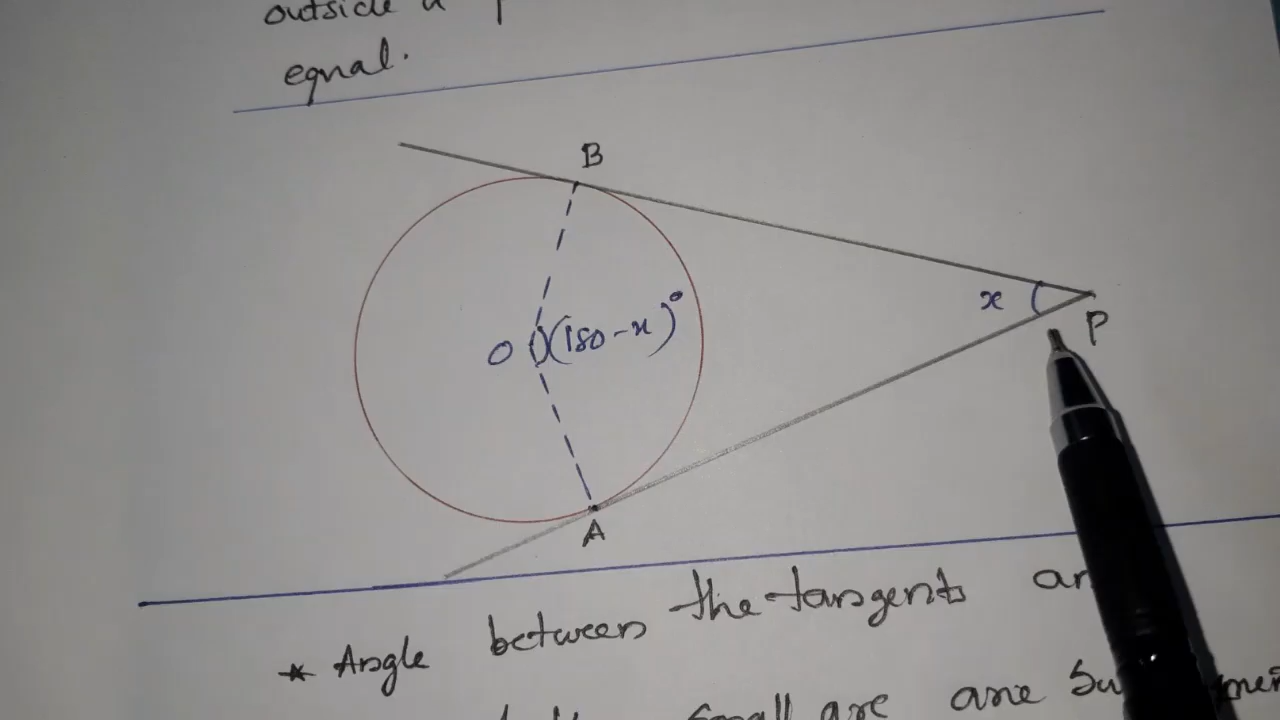 outside a
equal.
B
x
P
O (180-x)°
A
* Angle between the tangents
small arc are